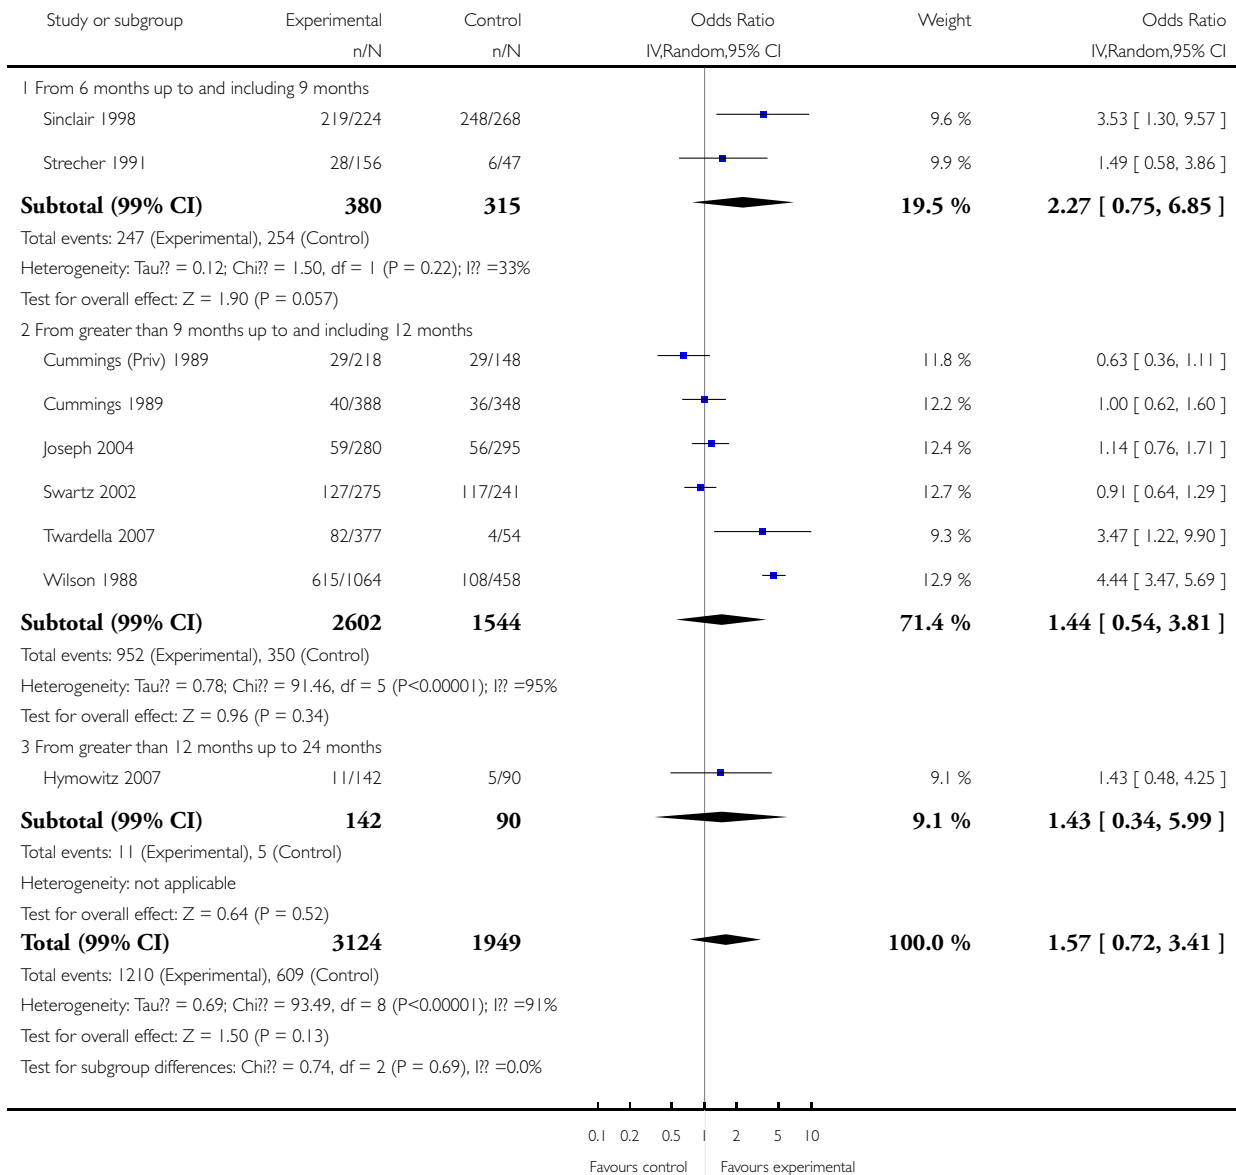 Study or subgroup Experimental Control Odds Ratio Weight Odds Ratio
n/N n/N IV,Random,95% CI IV,Random,95% CI
1 From 6 months up to and including 9 months
Sinclair 1998 219/224 248/268 9.6 % 3.53 [ 1.30, 9.57 ]
Strecher 1991 28/156 6/47 9.9 % 1.49 [ 0.58, 3.86 ]
Subtotal (99% CI) 380 315 19.5 % 2.27 [ 0.75, 6.85 ]
Total events: 247 (Experimental), 254 (Control)
Heterogeneity: Tau?? = 0.12; Chi?? = 1.50, df = 1 (P = 0.22); I?? =33%
Test for overall effect: Z = 1.90 (P = 0.057)
2 From greater than 9 months up to and including 12 months
Cummings (Priv) 1989 29/218 29/148 11.8 % 0.63 [ 0.36, 1.11 ]
Cummings 1989 40/388 36/348 12.2 % 1.00 [ 0.62, 1.60 ]
Joseph 2004 59/280 56/295 12.4 % 1.14 [ 0.76, 1.71 ]
Swartz 2002 127/275 117/241 12.7 % 0.91 [ 0.64, 1.29 ]
Twardella 2007 82/377 4/54 9.3 % 3.47 [ 1.22, 9.90 ]
Wilson 1988 615/1064 108/458 12.9 % 4.44 [ 3.47, 5.69 ]
Subtotal (99% CI) 2602 1544 71.4 % 1.44 [ 0.54, 3.81 ]
Total events: 952 (Experimental), 350 (Control)
Heterogeneity: Tau?? = 0.78; Chi?? = 91.46, df = 5 (P<0.00001); I?? =95%
Test for overall effect: Z = 0.96 (P = 0.34)
3 From greater than 12 months up to 24 months
Hymowitz 2007 11/142 5/90 9.1 % 1.43 [ 0.48, 4.25 ]
Subtotal (99% CI) 142 90 9.1 % 1.43 [ 0.34, 5.99 ]
Total events: 11 (Experimental), 5 (Control)
Heterogeneity: not applicable
Test for overall effect: Z = 0.64 (P = 0.52)
Total (99% CI) 3124 1949 100.0 % 1.57 [ 0.72, 3.41 ]
Total events: 1210 (Experimental), 609 (Control)
Heterogeneity: Tau?? = 0.69; Chi?? = 93.49, df = 8 (P<0.00001); I?? =91%
Test for overall effect: Z = 1.50 (P = 0.13)
Test for subgroup differences: Chi?? = 0.74, df = 2 (P = 0.69), I?? =0.0%
0.1 0.2 0.5 1 2 5 10
Favours control Favours experimental